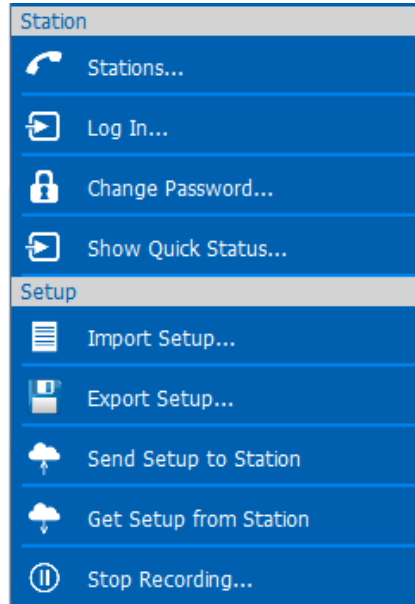 Station
Stations...
Log In...
Change Password...
Show Quick Status...
Setup
Import Setup...
Export Setup...
Send Setup to Station
Get Setup from Station
Stop Recording...